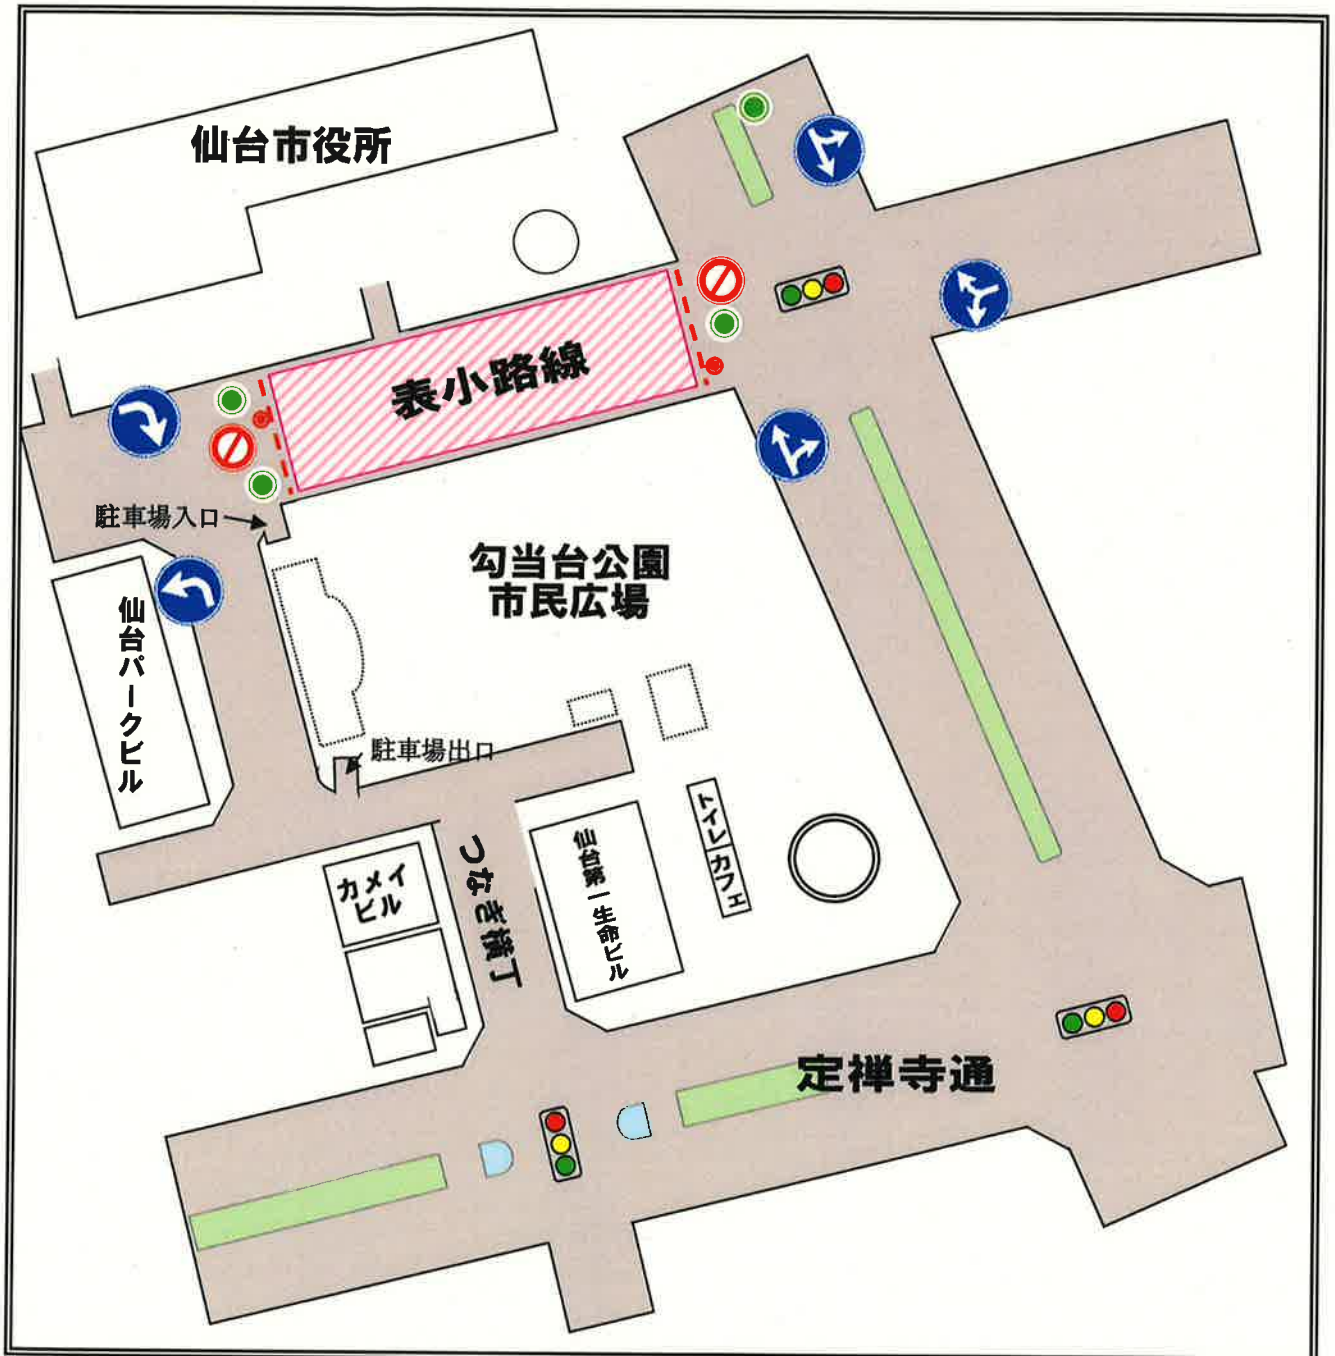 仙台市役所
表小路線
駐車場入口
勾当台公園
市民広場
仙台パークビル
駐車場出口
つなぎ横丁
カメイ
ビル
仙台第一生命ビル
トイレ
カフェ
定禅寺通